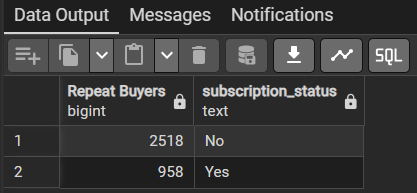 Data Output Messages Notifications
SQL
Repeat Buyers subscription_status
bigint text
1 2518 No
2 958 Yes